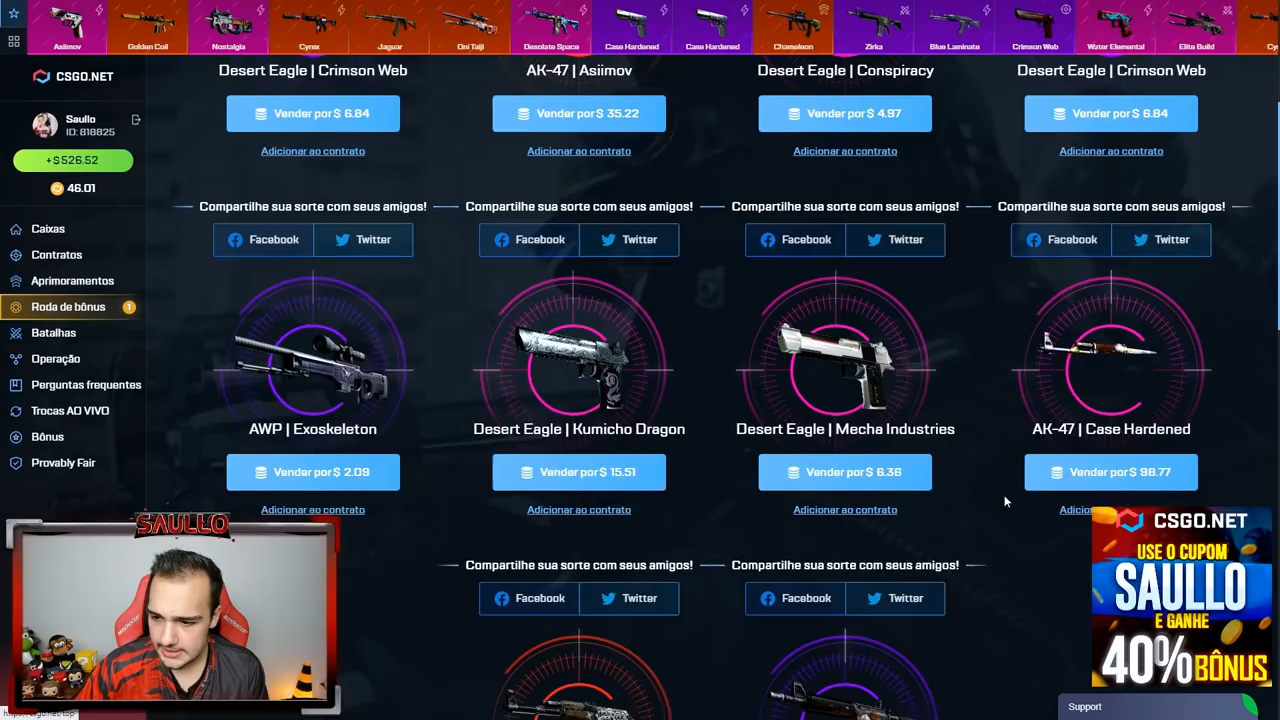 Asiimov
Golden Coil
Nostalgia
Cyrex
Jaguar
Oni Taiji
Desolate Space
Case Hardened
Case Hardened
Chameleon
Zirka
Blue Laminate
Crimson Web
Water Elemental
Elite Build
CSGO.NET
Saullo
ID: 818825
+$526.52
46.01
Caixas
Contratos
Aprimoramentos
Roda de bônus 1
Batalhas
Operação
Perguntas frequentes
Trocas AO VIVO
Bônus
Provably Fair
Desert Eagle | Crimson Web
AK-47 | Asiimov
Desert Eagle | Conspiracy
Desert Eagle | Crimson Web
Vender por $ 6.84
Vender por $ 35.22
Vender por $ 4.97
Vender por $ 6.84
Adicionar ao contrato
Adicionar ao contrato
Adicionar ao contrato
Adicionar ao contrato
Compartilhe sua sorte com seus amigos!
Compartilhe sua sorte com seus amigos!
Compartilhe sua sorte com seus amigos!
Compartilhe sua sorte com seus amigos!
Facebook Twitter
Facebook Twitter
Facebook Twitter
Facebook Twitter
AWP | Exoskeleton
Desert Eagle | Kumicho Dragon
Desert Eagle | Mecha Industries
AK-47 | Case Hardened
Vender por $ 2.09
Vender por $ 15.51
Vender por $ 6.36
Vender por $ 98.77
Adicionar ao contrato
Adicionar ao contrato
Adicionar ao contrato
Compartilhe sua sorte com seus amigos!
Compartilhe sua sorte com seus amigos!
Facebook Twitter
Facebook Twitter
SAULLO
CSGO.NET
USE O CUPOM
SAULLO
E GANHE
40% BÔNUS
Support